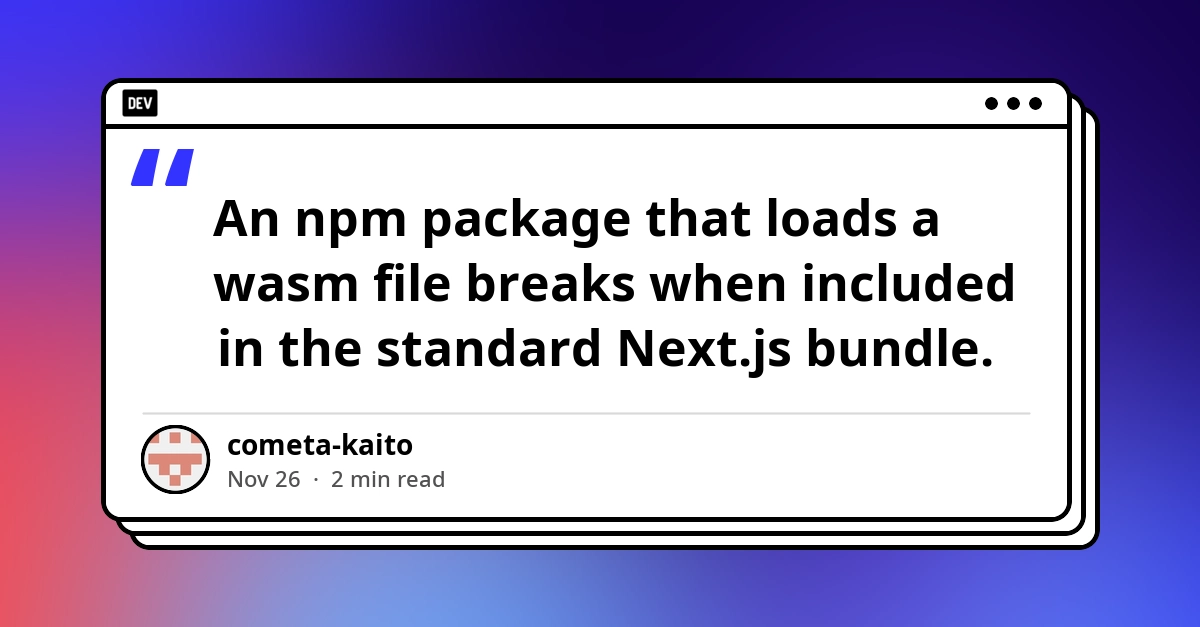 DEV
“
An npm package that loads a
wasm file breaks when included
in the standard Next.js bundle.
cometa-kaito
Nov 26 · 2 min read